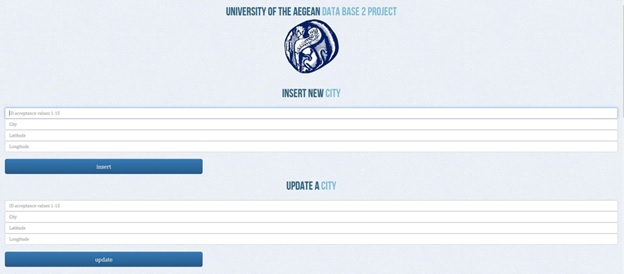 UNIVERSITY OF THE AEGEAN DATA BASE 2 PROJECT
INSERT NEW CITY
ID acceptance values 1 -15
City
Latitude
Longitude
insert
UPDATE A CITY
ID acceptance values 1 -15
City
Latitude
Longitude
update